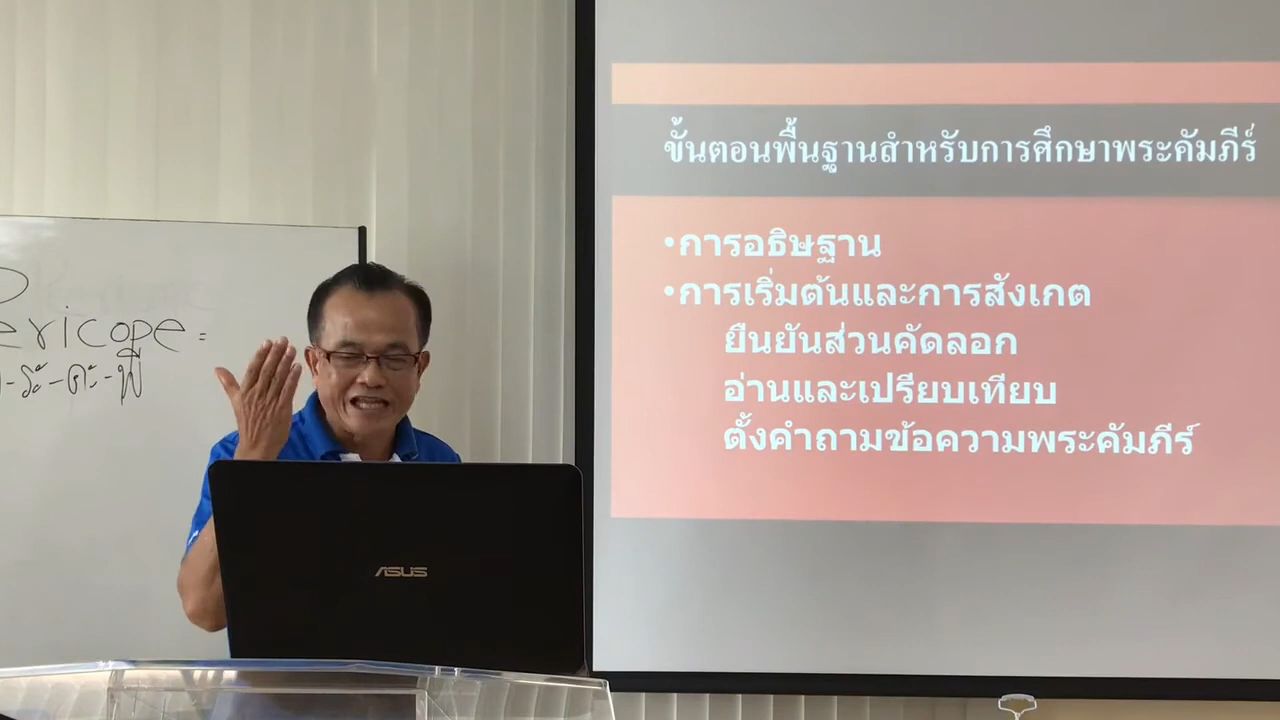 ขั้นตอนพื้นฐานสำหรับการศึกษาพระคัมภีร์
•การอธิษฐาน
•การเริ่มต้นและการสังเกต
ยืนยันส่วนคัดลอก
อ่านและเปรียบเทียบ
ตั้งคำถามข้อความพระคัมภีร์
Pericope =
ASUS